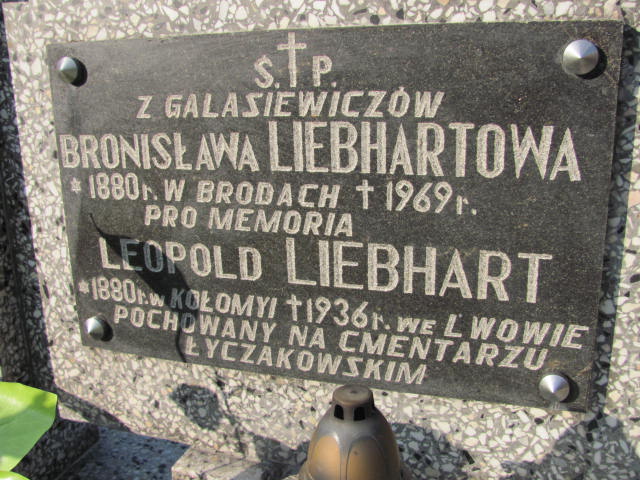 Ś. † P.
Z GALASIEWICZÓW
BRONISŁAWA LIEBHARTOWA
* 1880 r. W BRODACH † 1969 r.
PRO MEMORIA
LEOPOLD LIEBHART
* 1880 r. w KOŁOMYI † 1936 r. WE LWOWIE
POCHOWANY NA CMENTARZU
ŁYCZAKOWSKIM